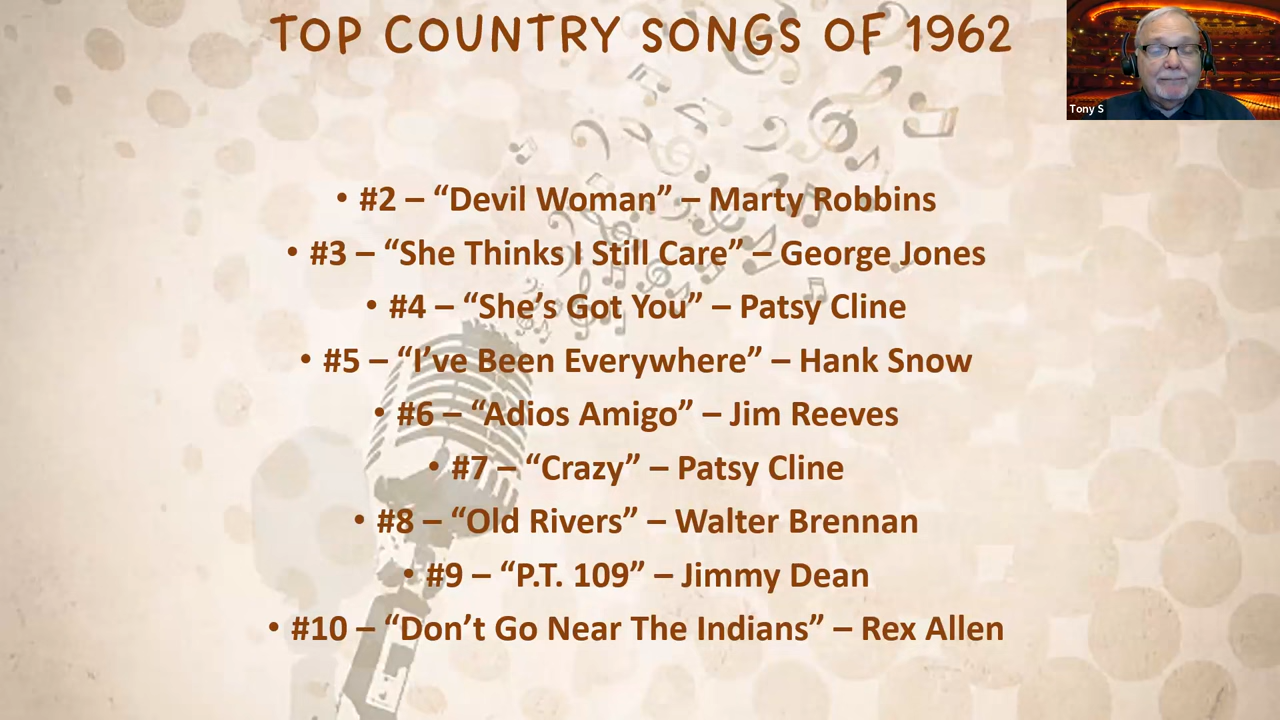 TOP COUNTRY SONGS OF 1962
Tony S
• #2 – “Devil Woman” – Marty Robbins
• #3 – “She Thinks I Still Care” – George Jones
• #4 – “She’s Got You” – Patsy Cline
• #5 – “I’ve Been Everywhere” – Hank Snow
• #6 – “Adios Amigo” – Jim Reeves
• #7 – “Crazy” – Patsy Cline
• #8 – “Old Rivers” – Walter Brennan
• #9 – “P.T. 109” – Jimmy Dean
• #10 – “Don’t Go Near The Indians” – Rex Allen